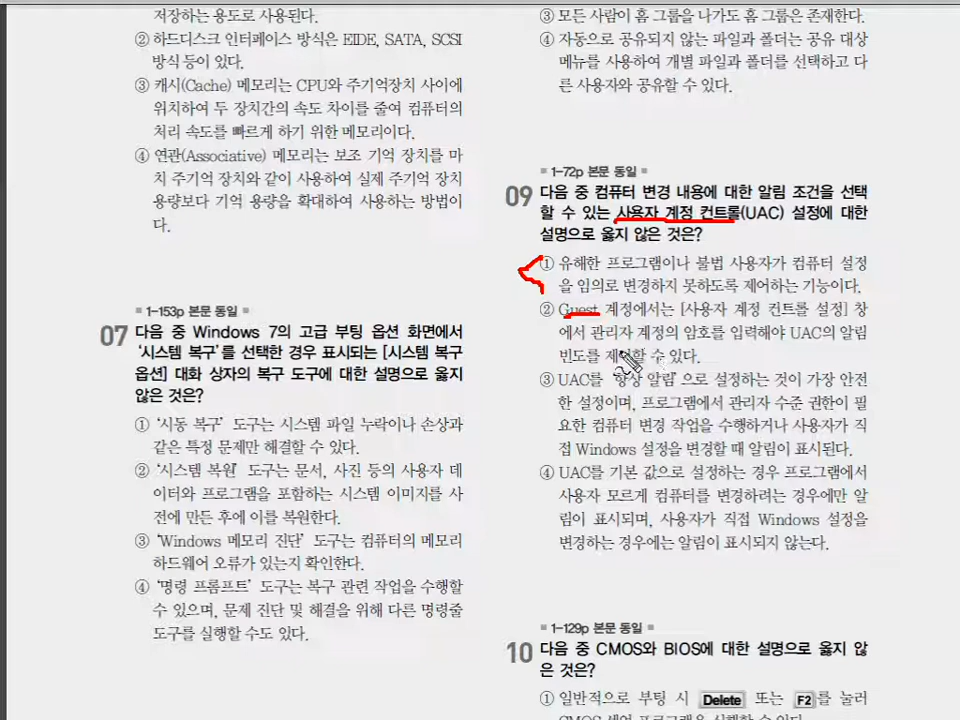 저장하는 용도로 사용된다.
② 하드디스크 인터페이스 방식은 EIDE, SATA, SCSI
방식 등이 있다.
③ 캐시(Cache) 메모리는 CPU와 주기억장치 사이에
위치하여 두 장치간의 속도 차이를 줄여 컴퓨터의
처리 속도를 빠르게 하기 위한 메모리이다.
④ 연관(Associative) 메모리는 보조 기억 장치를 마
치 주기억 장치와 같이 사용하여 실제 주기억 장치
용량보다 기억 용량을 확대하여 사용하는 방법이
다.
■ 1-153p 본문 동일 ■
07 다음 중 Windows 7의 고급 부팅 옵션 화면에서
'시스템 복구'를 선택한 경우 표시되는 [시스템 복구
옵션] 대화 상자의 복구 도구에 대한 설명으로 옳지
않은 것은?
① '시동 복구' 도구는 시스템 파일 누락이나 손상과
같은 특정 문제만 해결할 수 있다.
② '시스템 복원' 도구는 문서, 사진 등의 사용자 데
이터와 프로그램을 포함하는 시스템 이미지를 사
전에 만든 후에 이를 복원한다.
③ 'Windows 메모리 진단' 도구는 컴퓨터의 메모리
하드웨어 오류가 있는지 확인한다.
④ '명령 프롬프트' 도구는 복구 관련 작업을 수행할
수 있으며, 문제 진단 및 해결을 위해 다른 명령줄
도구를 실행할 수도 있다.
③ 모든 사람이 홈 그룹을 나가도 홈 그룹은 존재한다.
④ 자동으로 공유되지 않는 파일과 폴더는 공유 대상
메뉴를 사용하여 개별 파일과 폴더를 선택하고 다
른 사용자와 공유할 수 있다.
■ 1-72p 본문 동일 ■
09 다음 중 컴퓨터 변경 내용에 대한 알림 조건을 선택
할 수 있는 사용자 계정 컨트롤(UAC) 설정에 대한
설명으로 옳지 않은 것은?
① 유해한 프로그램이나 불법 사용자가 컴퓨터 설정
을 임의로 변경하지 못하도록 제어하는 기능이다.
② Guest 계정에서는 [사용자 계정 컨트롤 설정] 창
에서 관리자 계정의 암호를 입력해야 UAC의 알림
빈도를 제어할 수 있다.
③ UAC를 '항상 알림'으로 설정하는 것이 가장 안전
한 설정이며, 프로그램에서 관리자 수준 권한이 필
요한 컴퓨터 변경 작업을 수행하거나 사용자가 직
접 Windows 설정을 변경할 때 알림이 표시된다.
④ UAC를 기본 값으로 설정하는 경우 프로그램에서
사용자 모르게 컴퓨터를 변경하려는 경우에만 알
림이 표시되며, 사용자가 직접 Windows 설정을
변경하는 경우에는 알림이 표시되지 않는다.
■ 1-129p 본문 동일 ■
10 다음 중 CMOS와 BIOS에 대한 설명으로 옳지 않
은 것은?
① 일반적으로 부팅 시 Delete 또는 F2를 눌러